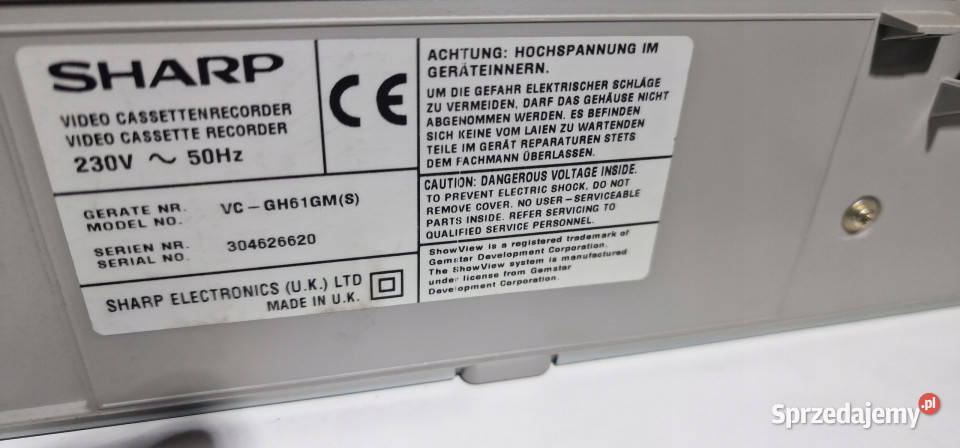 SHARP
VIDEO CASSETTENRECORDER
VIDEO CASSETTE RECORDER
230V ~ 50Hz
CE
GERATE NR.
MODEL NO.
VC-GH61GM(S)
SERIEN NR.
SERIAL NO.
304626620
SHARP ELECTRONICS (U.K.) LTD
MADE IN U.K.
ACHTUNG: HOCHSPANNUNG IM
GERÄTEINNERN.
UM DIE GEFAHR ELEKTRISCHER SCHLÄGE
ZU VERMEIDEN, DARF DAS GEHÄUSE NICHT
ABGENOMMEN WERDEN. ES BEFINDEN
SICH KEINE VOM LAIEN ZU WARTENDEN
TEILE IM GERÄT REPARATUREN STETS
DEM FACHMANN ÜBERLASSEN.
CAUTION: DANGEROUS VOLTAGE INSIDE.
TO PREVENT ELECTRIC SHOCK, DO NOT
REMOVE COVER. NO USER-SERVICEABLE
PARTS INSIDE. REFER SERVICING TO
QUALIFIED SERVICE PERSONNEL.
ShowView is a registered trademark of
Gemstar Development Corporation.
The ShowView system is manufactured
under license from Gemstar
Development Corporation.
Sprzedajemy.pl